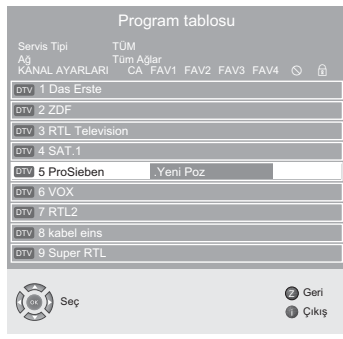 Program tablosu
Servis Tipi TÜM
Ağ Tüm Ağlar
KANAL AYARLARI CA FAV1 FAV2 FAV3 FAV4
DTV 1 Das Erste
DTV 2 ZDF
DTV 3 RTL Television
DTV 4 SAT.1
DTV 5 ProSieben .Yeni Poz
DTV 6 VOX
DTV 7 RTL2
DTV 8 kabel eins
DTV 9 Super RTL
OK Seç
Z Geri
i Çıkış